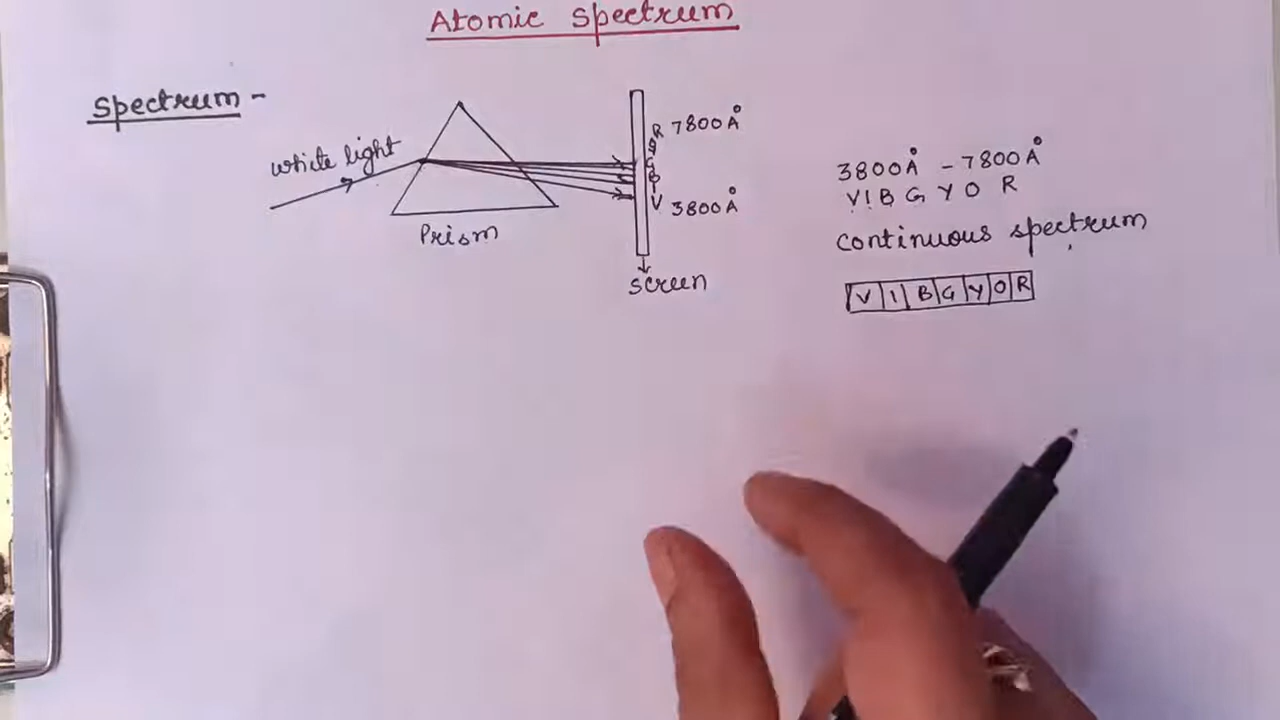 Atomic spectrum
Spectrum -
white light
Prism
R 7800 Å
G
V 3800 Å
screen
3800 Å - 7800 Å
V I B G Y O R
continuous spectrum
V I B G Y O R